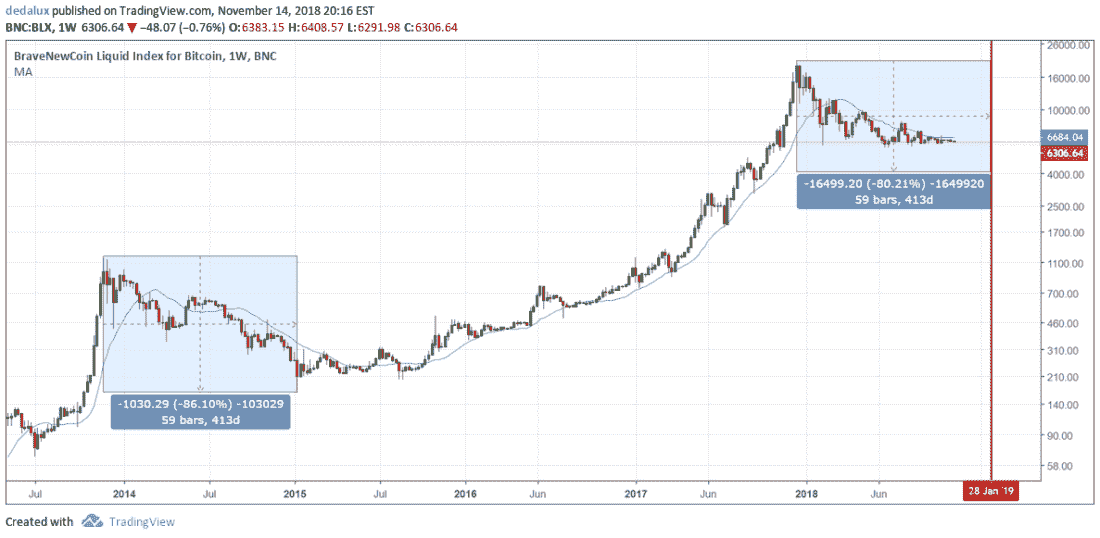 dedalux published on TradingView.com, November 14, 2018 20:16 EST
BNC:BLX, 1W 6306.64 ▼ −48.07 (−0.76%) O:6383.15 H:6408.57 L:6291.98 C:6306.64
BraveNewCoin Liquid Index for Bitcoin, 1W, BNC
MA
26000.00
16000.00
10000.00
6684.04
6306.64
4000.00
2500.00
1700.00
1100.00
700.00
460.00
310.00
210.00
140.00
90.00
58.00
-16499.20 (-80.21%) -1649920
59 bars, 413d
-1030.29 (-86.10%) -103029
59 bars, 413d
Jul 2014 Jul 2015 Jul 2016 Jun 2017 Jun 2018 Jun 28 Jan '19
Created with TradingView